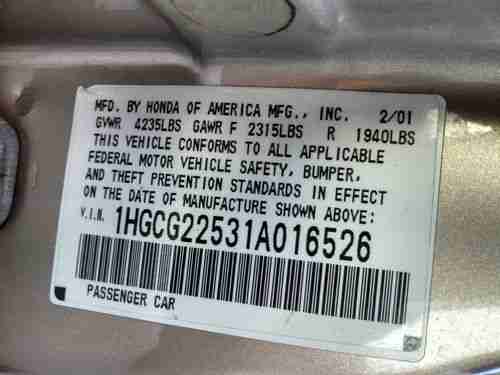 MFD. BY HONDA OF AMERICA MFG., INC. 2/01
GVWR 4235LBS GAWR F 2315LBS R 1940LBS
THIS VEHICLE CONFORMS TO ALL APPLICABLE
FEDERAL MOTOR VEHICLE SAFETY, BUMPER,
AND THEFT PREVENTION STANDARDS IN EFFECT
ON THE DATE OF MANUFACTURE SHOWN ABOVE:
V.I.N. 1HGCG22531A016526
PASSENGER CAR